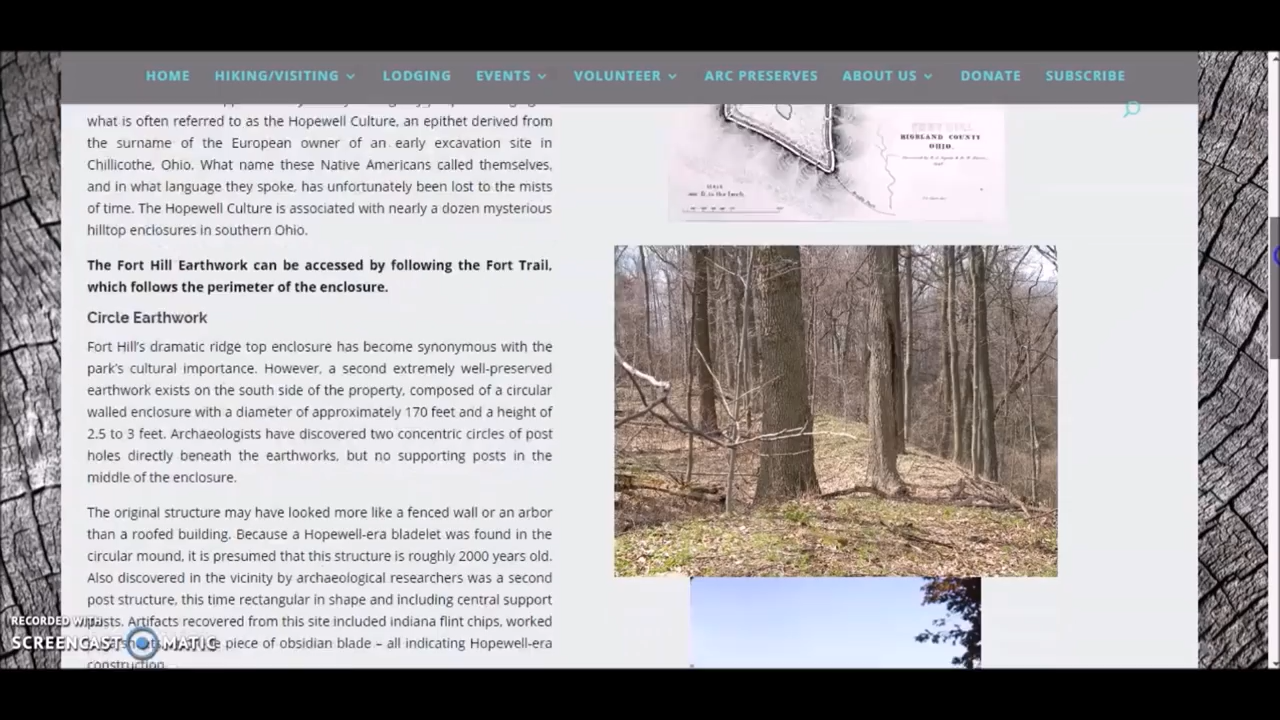 HOME HIKING/VISITING LODGING EVENTS VOLUNTEER ARC PRESERVES ABOUT US DONATE SUBSCRIBE
what is often referred to as the Hopewell Culture, an epithet derived from
the surname of the European owner of an early excavation site in
Chillicothe, Ohio. What name these Native Americans called themselves,
and in what language they spoke, has unfortunately been lost to the mists
of time. The Hopewell Culture is associated with nearly a dozen mysterious
hilltop enclosures in southern Ohio.
The Fort Hill Earthwork can be accessed by following the Fort Trail,
which follows the perimeter of the enclosure.
Circle Earthwork
Fort Hill's dramatic ridge top enclosure has become synonymous with the
park's cultural importance. However, a second extremely well-preserved
earthwork exists on the south side of the property, composed of a circular
walled enclosure with a diameter of approximately 170 feet and a height of
2.5 to 3 feet. Archaeologists have discovered two concentric circles of post
holes directly beneath the earthworks, but no supporting posts in the
middle of the enclosure.
The original structure may have looked more like a fenced wall or an arbor
than a roofed building. Because a Hopewell-era bladelet was found in the
circular mound, it is presumed that this structure is roughly 2000 years old.
Also discovered in the vicinity by archaeological researchers was a second
post structure, this time rectangular in shape and including central support
posts. Artifacts recovered from this site included indiana flint chips, worked
piece of obsidian blade – all indicating Hopewell-era
construction.
HIGHLAND COUNTY
OHIO.
RECORDED WITH
SCREENCAST MATIC